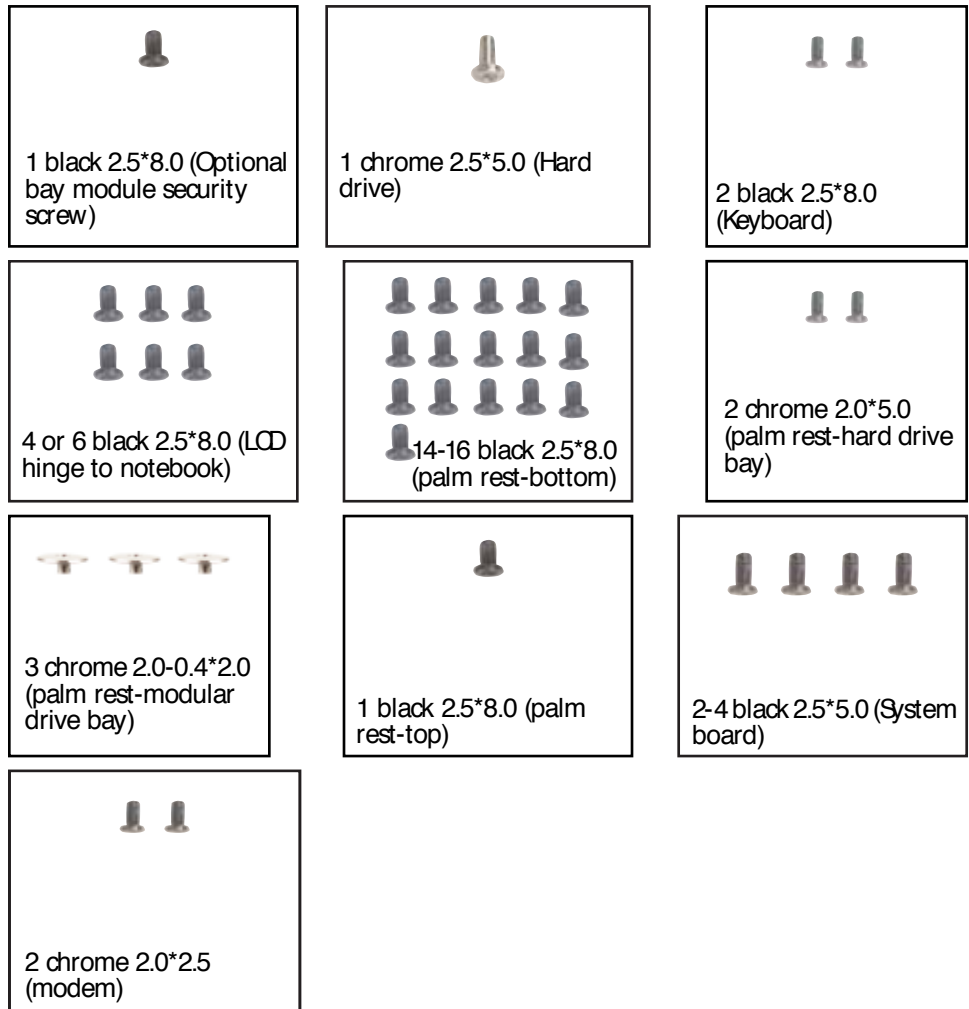 1 black 2.5*8.0 (Optional
bay module security
screw)
1 chrome 2.5*5.0 (Hard
drive)
2 black 2.5*8.0
(Keyboard)
4 or 6 black 2.5*8.0 (LCD
hinge to notebook)
14-16 black 2.5*8.0
(palm rest-bottom)
2 chrome 2.0*5.0
(palm rest-hard drive
bay)
3 chrome 2.0-0.4*2.0
(palm rest-modular
drive bay)
1 black 2.5*8.0 (palm
rest-top)
2-4 black 2.5*5.0 (System
board)
2 chrome 2.0*2.5
(modem)